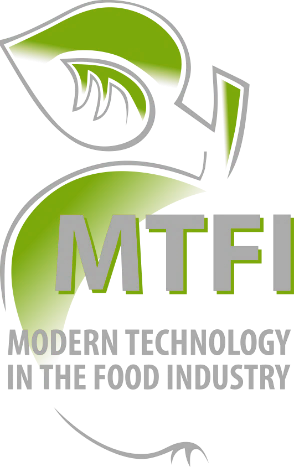 MTFI
MODERN TECHNOLOGY
IN THE FOOD INDUSTRY